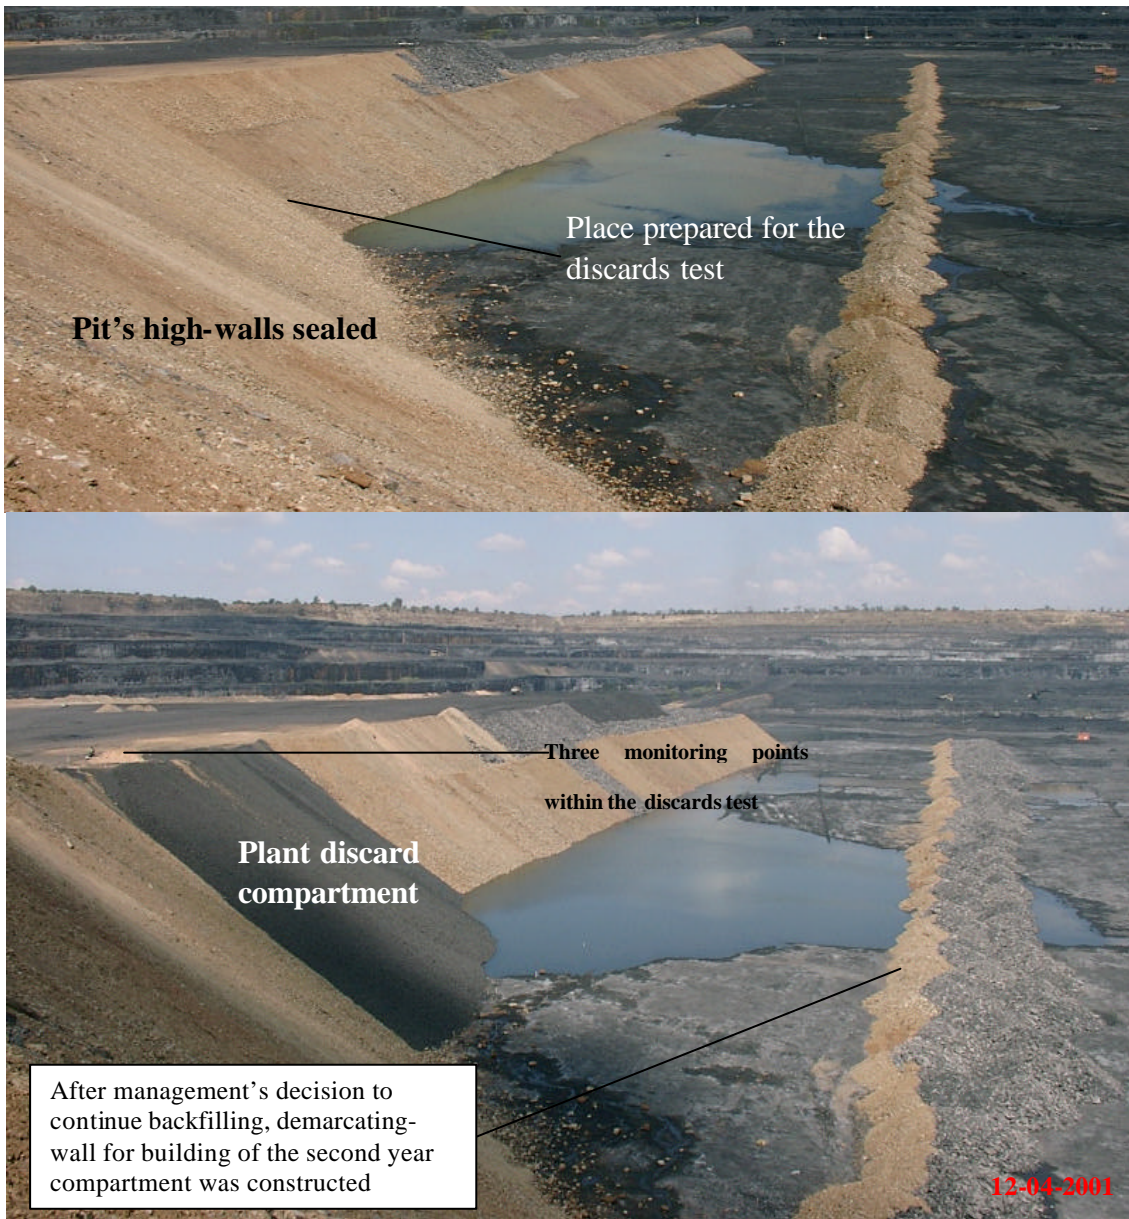 Place prepared for the
discards test
Pit's high-walls sealed
Three monitoring points
within the discards test
Plant discard
compartment
After management's decision to
continue backfilling, demarcating-
wall for building of the second year
compartment was constructed
12-04-2001